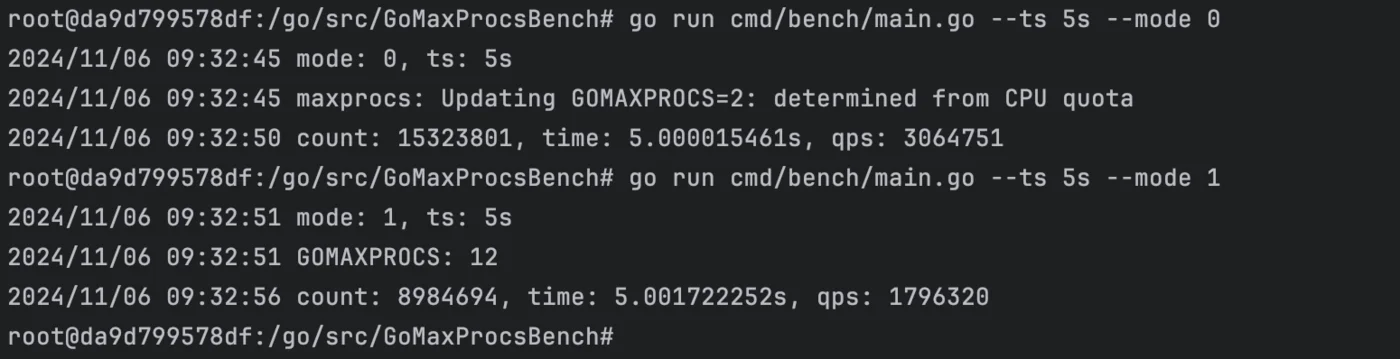 root@da9d799578df:/go/src/GoMaxProcsBench# go run cmd/bench/main.go --ts 5s --mode 0
2024/11/06 09:32:45 mode: 0, ts: 5s
2024/11/06 09:32:45 maxprocs: Updating GOMAXPROCS=2: determined from CPU quota
2024/11/06 09:32:50 count: 15323801, time: 5.000015461s, qps: 3064751
root@da9d799578df:/go/src/GoMaxProcsBench# go run cmd/bench/main.go --ts 5s --mode 1
2024/11/06 09:32:51 mode: 1, ts: 5s
2024/11/06 09:32:51 GOMAXPROCS: 12
2024/11/06 09:32:56 count: 8984694, time: 5.001722252s, qps: 1796320
root@da9d799578df:/go/src/GoMaxProcsBench#